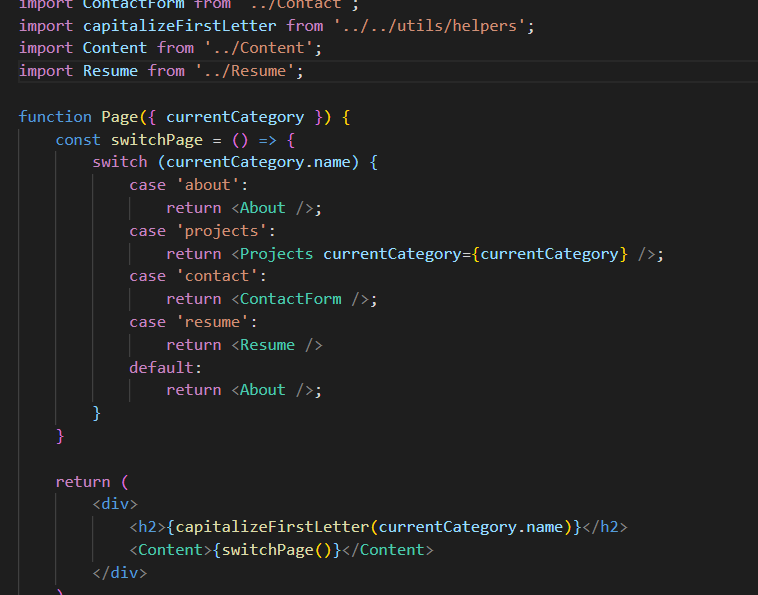 import ContactForm from '../Contact';
import capitalizeFirstLetter from '../../utils/helpers';
import Content from '../Content';
import Resume from '../Resume';
function Page({ currentCategory }) {
const switchPage = () => {
switch (currentCategory.name) {
case 'about':
return <About />;
case 'projects':
return <Projects currentCategory={currentCategory} />;
case 'contact':
return <ContactForm />;
case 'resume':
return <Resume />
default:
return <About />;
}
}
return (
<div>
<h2>{capitalizeFirstLetter(currentCategory.name)}</h2>
<Content>{switchPage()}</Content>
</div>
)